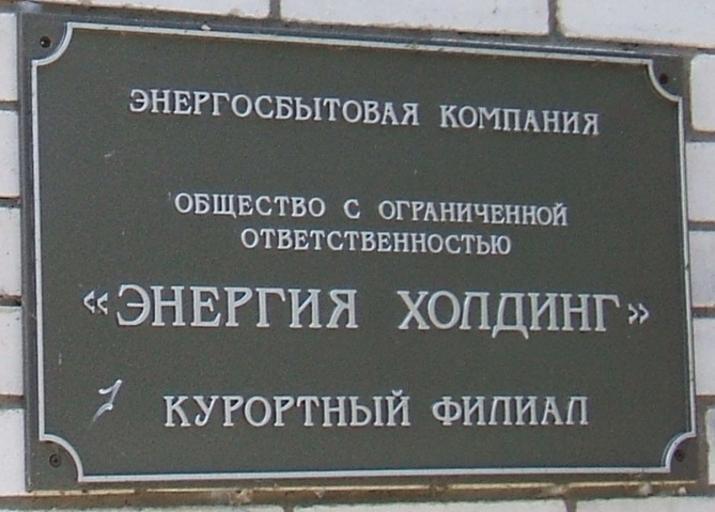 ЭНЕРГОСБЫТОВАЯ КОМПАНИЯ
ОБЩЕСТВО С ОГРАНИЧЕННОЙ
ОТВЕТСТВЕННОСТЬЮ
«ЭНЕРГИЯ ХОЛДИНГ»
КУРОРТНЫЙ ФИЛИАЛ